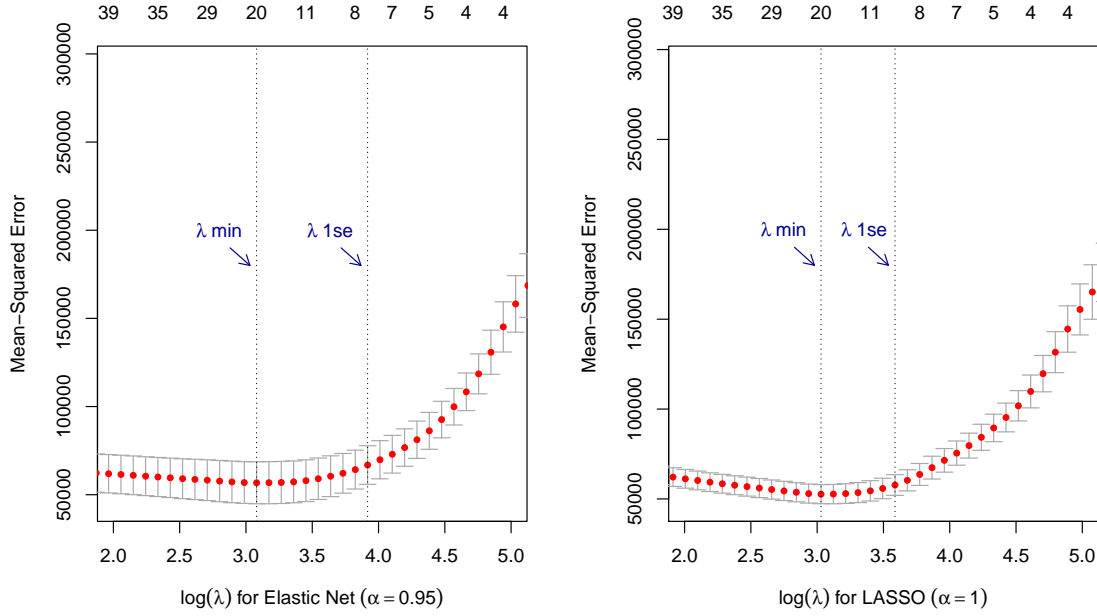 39 35 29 20 11 8 7 5 4 4
300000
250000
200000
150000
100000
50000
Mean−Squared Error
λ min
λ 1se
2.0 2.5 3.0 3.5 4.0 4.5 5.0
log(λ) for Elastic Net (α = 0.95)
39 35 29 20 11 8 7 5 4 4
300000
250000
200000
150000
100000
50000
Mean−Squared Error
λ min
λ 1se
2.0 2.5 3.0 3.5 4.0 4.5 5.0
log(λ) for LASSO (α = 1)